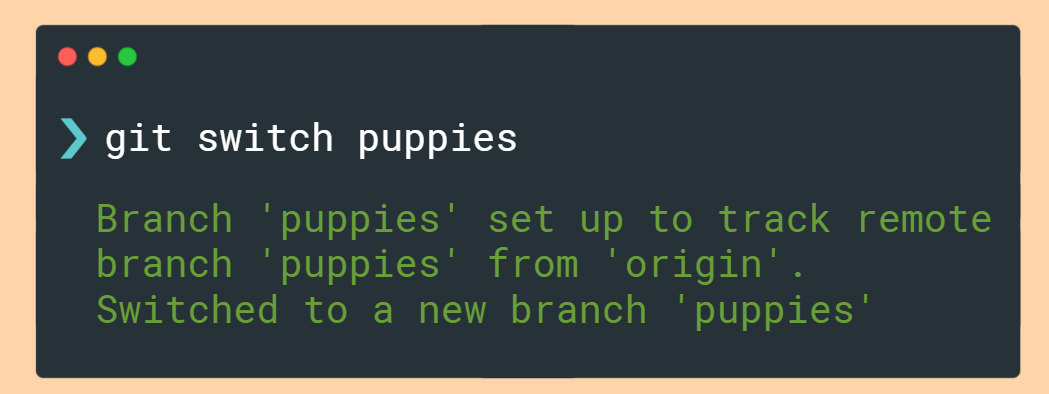 ❯ git switch puppies
Branch 'puppies' set up to track remote
branch 'puppies' from 'origin'.
Switched to a new branch 'puppies'